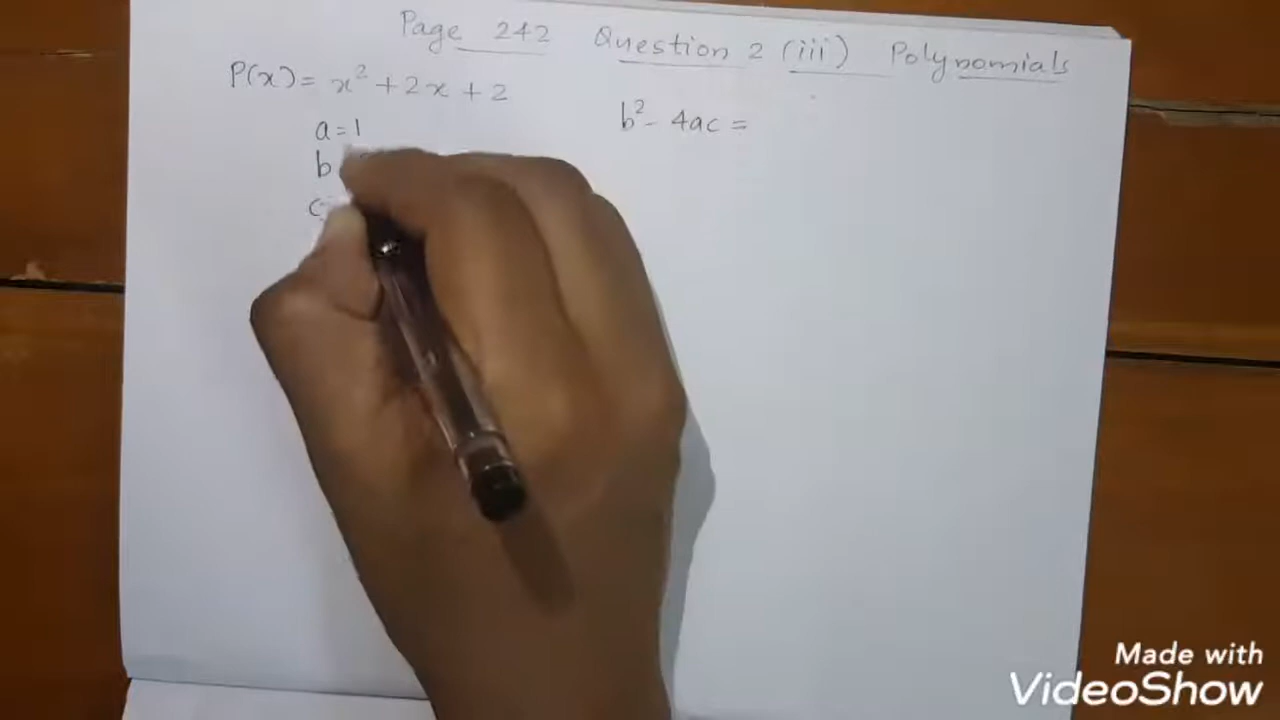 Page 242 Question 2 (iii) Polynomials
P(x) = x² + 2x + 2
a = 1
b
c
b² - 4ac =
Made with
VideoShow